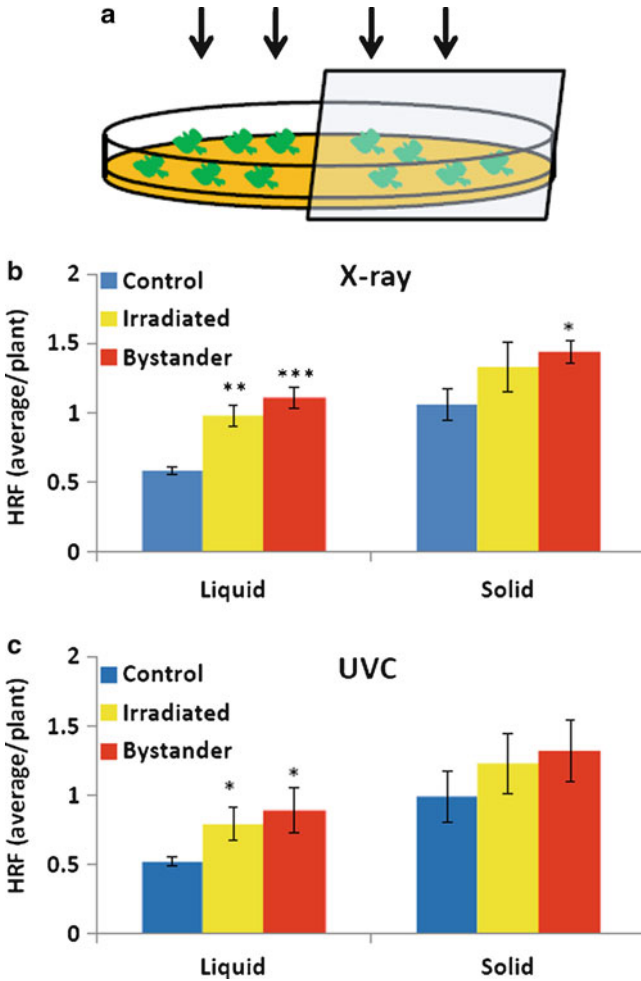 a
b
X-ray
2
Control
Irradiated
Bystander
1.5
1
0.5
0
HRF (average/plant)
**
***
*
Liquid
Solid
c
UVC
2
Control
Irradiated
Bystander
1.5
1
0.5
0
HRF (average/plant)
*
*
Liquid
Solid